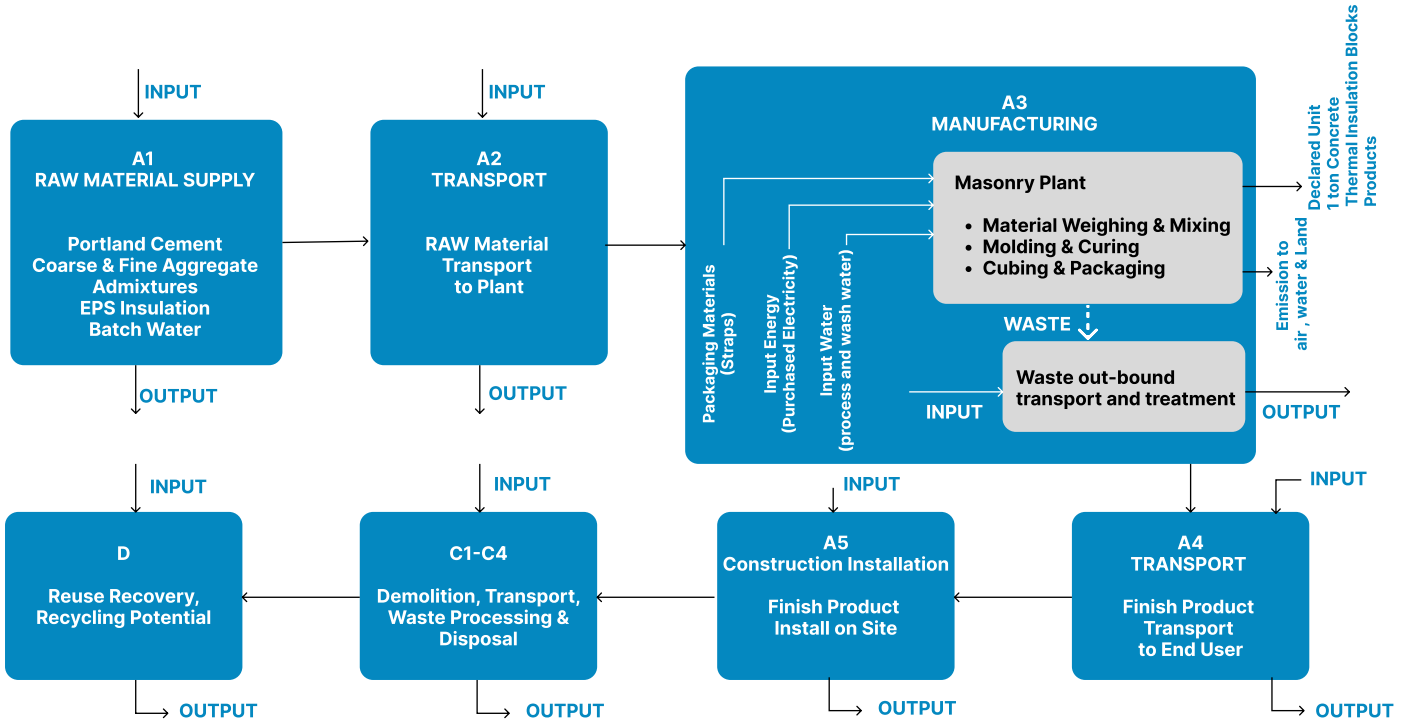 INPUT
A1
RAW MATERIAL SUPPLY
Portland Cement
Coarse & Fine Aggregate
Admixtures
EPS Insulation
Batch Water
OUTPUT
INPUT
A2
TRANSPORT
RAW Material
Transport
to Plant
OUTPUT
A3
MANUFACTURING
Packaging Materials
(Straps)
Input Energy
(Purchased Electricity)
Input Water
(process and wash water)
Masonry Plant
• Material Weighing & Mixing
• Molding & Curing
• Cubing & Packaging
WASTE
INPUT
Waste out-bound
transport and treatment
OUTPUT
Declared Unit
1 ton Concrete
Thermal Insulation Blocks
Products
Emission to
air , water & Land
INPUT
A4
TRANSPORT
Finish Product
Transport
to End User
OUTPUT
INPUT
A5
Construction Installation
Finish Product
Install on Site
OUTPUT
INPUT
C1-C4
Demolition, Transport,
Waste Processing &
Disposal
OUTPUT
INPUT
D
Reuse Recovery,
Recycling Potential
OUTPUT